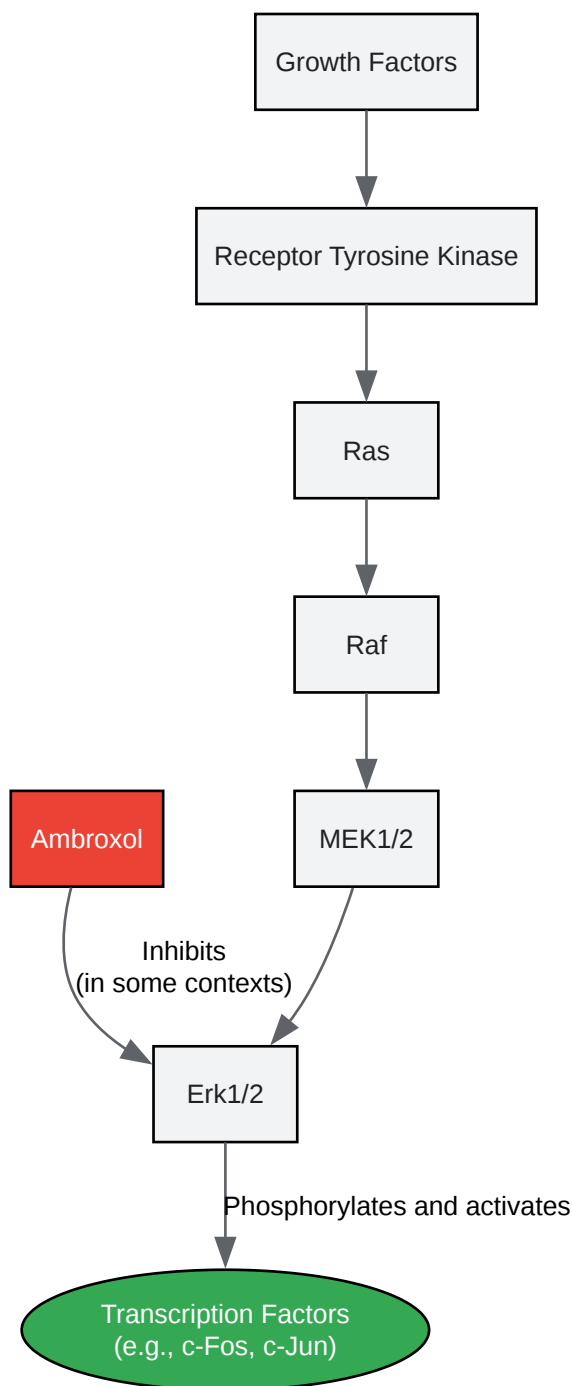 Growth Factors
Receptor Tyrosine Kinase
Ras
Raf
Ambroxol
MEK1/2
Inhibits
(in some contexts)
Erk1/2
Phosphorylates and activates
Transcription Factors
(e.g., c-Fos, c-Jun)